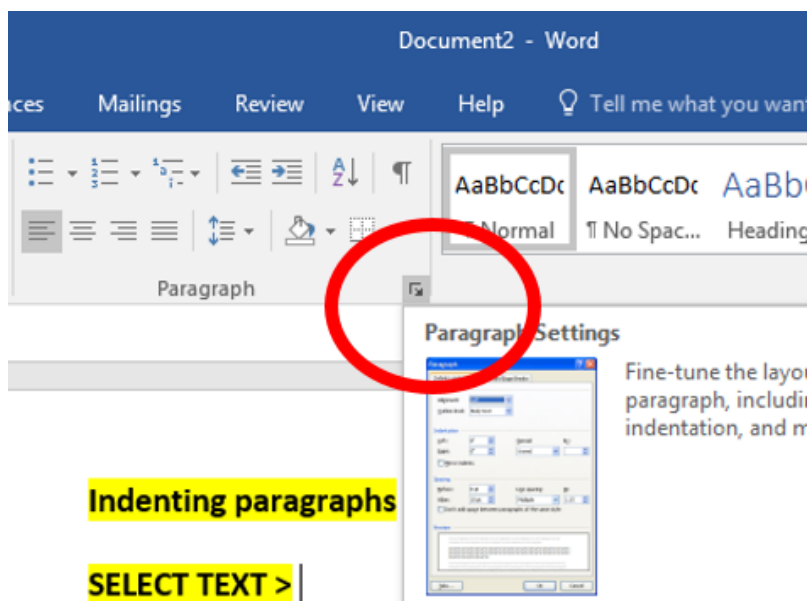 Document2 - Word
Mailings Review View Help Tell me what you want
AaBbCcDc AaBbCcDc AaBb
¶ Normal ¶ No Spac... Heading
Paragraph
Paragraph Settings
Fine-tune the layou
paragraph, includin
indentation, and m
Paragraph
Indenting paragraphs
SELECT TEXT >